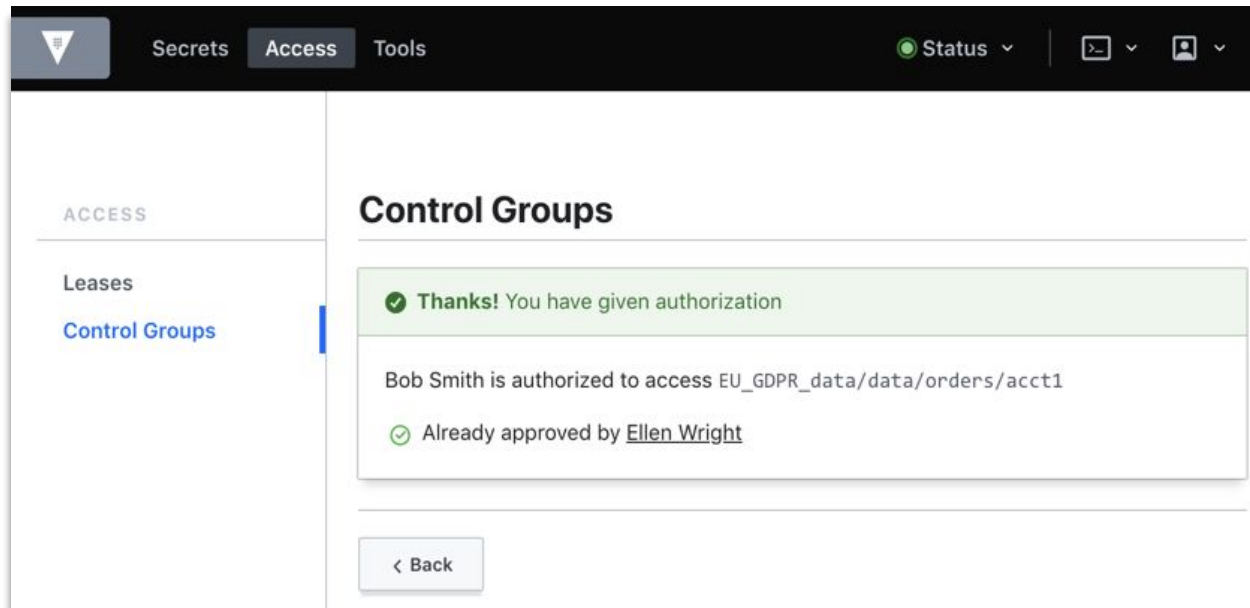 Secrets Access Tools Status
ACCESS
Leases
Control Groups
Control Groups
Thanks! You have given authorization
Bob Smith is authorized to access EU_GDPR_data/data/orders/acct1
Already approved by Ellen Wright
< Back